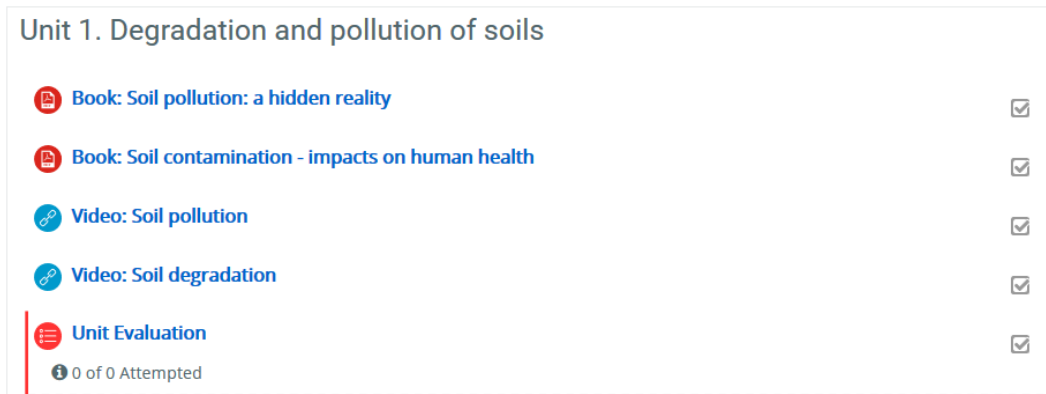 Unit 1. Degradation and pollution of soils
Book: Soil pollution: a hidden reality
Book: Soil contamination - impacts on human health
Video: Soil pollution
Video: Soil degradation
Unit Evaluation
0 of 0 Attempted